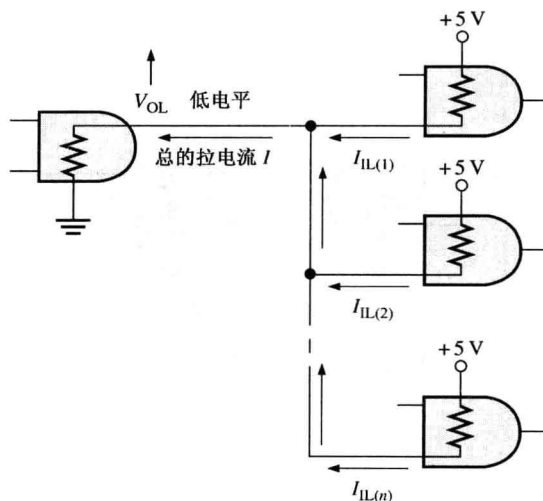 +5 V
V_OL 低电平
总的拉电流 I
I_IL(1)
+5 V
I_IL(2)
+5 V
I_IL(n)